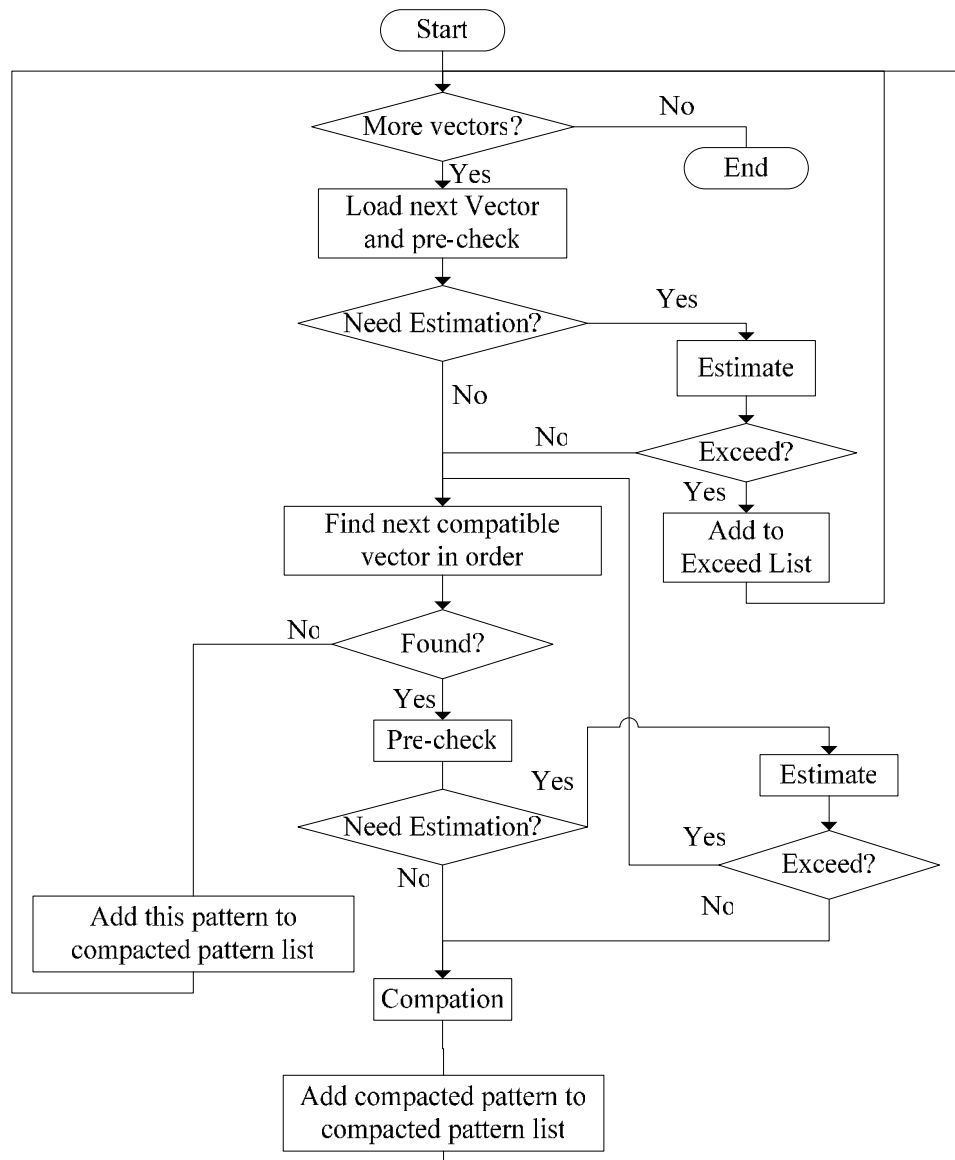 Start
More vectors?
No
End
Yes
Load next Vector
and pre-check
Need Estimation?
Yes
Estimate
No
Exceed?
No
Yes
Add to
Exceed List
Find next compatible
vector in order
Found?
No
Yes
Pre-check
Need Estimation?
Yes
Estimate
Exceed?
Yes
No
No
Add this pattern to
compacted pattern list
Compation
Add compacted pattern to
compacted pattern list